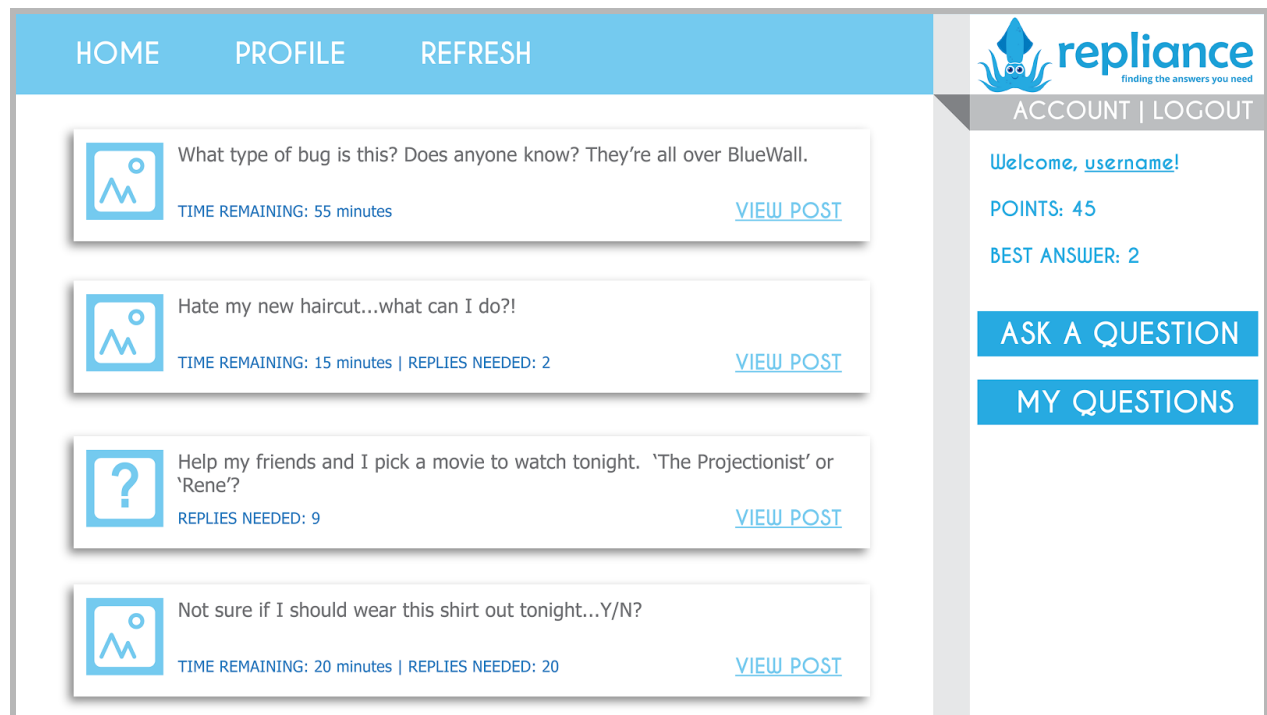 HOME PROFILE REFRESH
repliance
finding the answers you need
ACCOUNT | LOGOUT
What type of bug is this? Does anyone know? They’re all over BlueWall.
TIME REMAINING: 55 minutes VIEW POST
Hate my new haircut...what can I do?!
TIME REMAINING: 15 minutes | REPLIES NEEDED: 2 VIEW POST
?
Help my friends and I pick a movie to watch tonight. ‘The Projectionist’ or
‘Rene’?
REPLIES NEEDED: 9 VIEW POST
Not sure if I should wear this shirt out tonight...Y/N?
TIME REMAINING: 20 minutes | REPLIES NEEDED: 20 VIEW POST
Welcome, username!
POINTS: 45
BEST ANSWER: 2
ASK A QUESTION
MY QUESTIONS